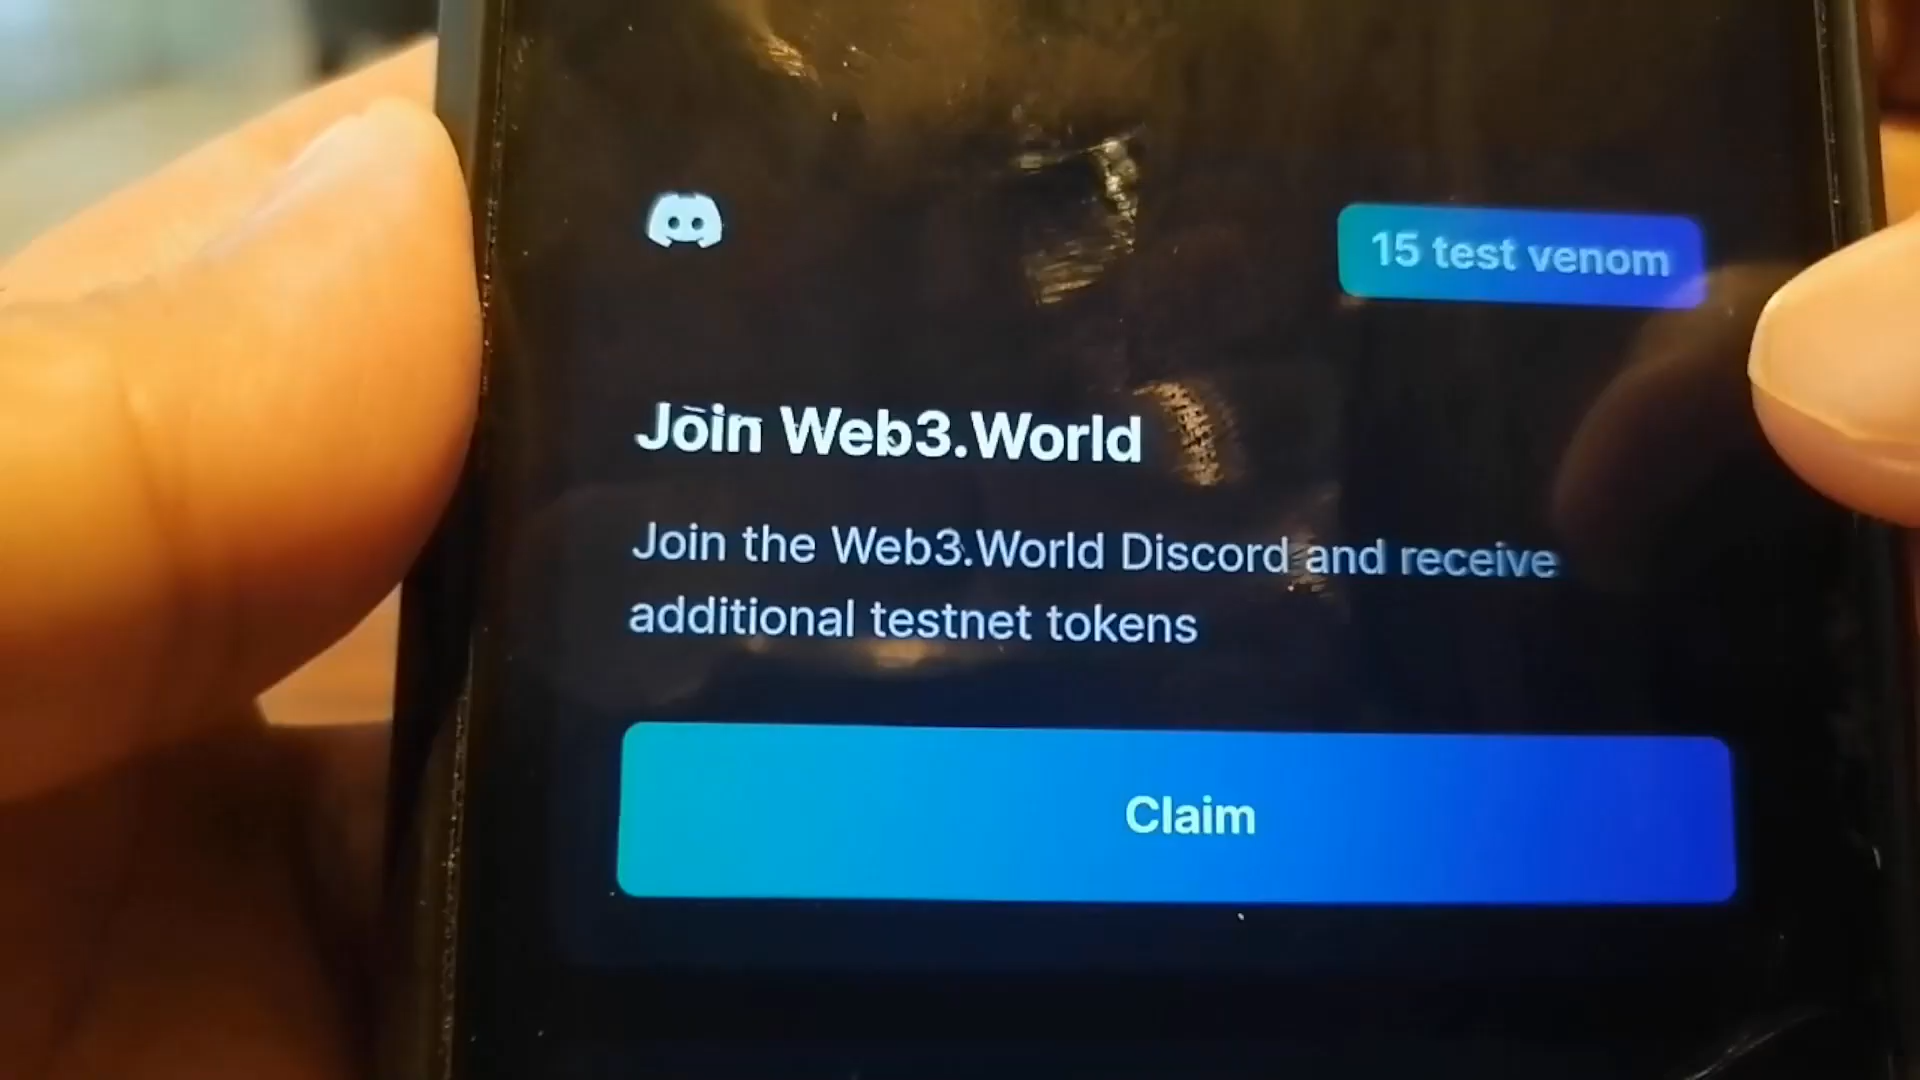 15 test venom
Join Web3.World
Join the Web3.World Discord and receive
additional testnet tokens
Claim